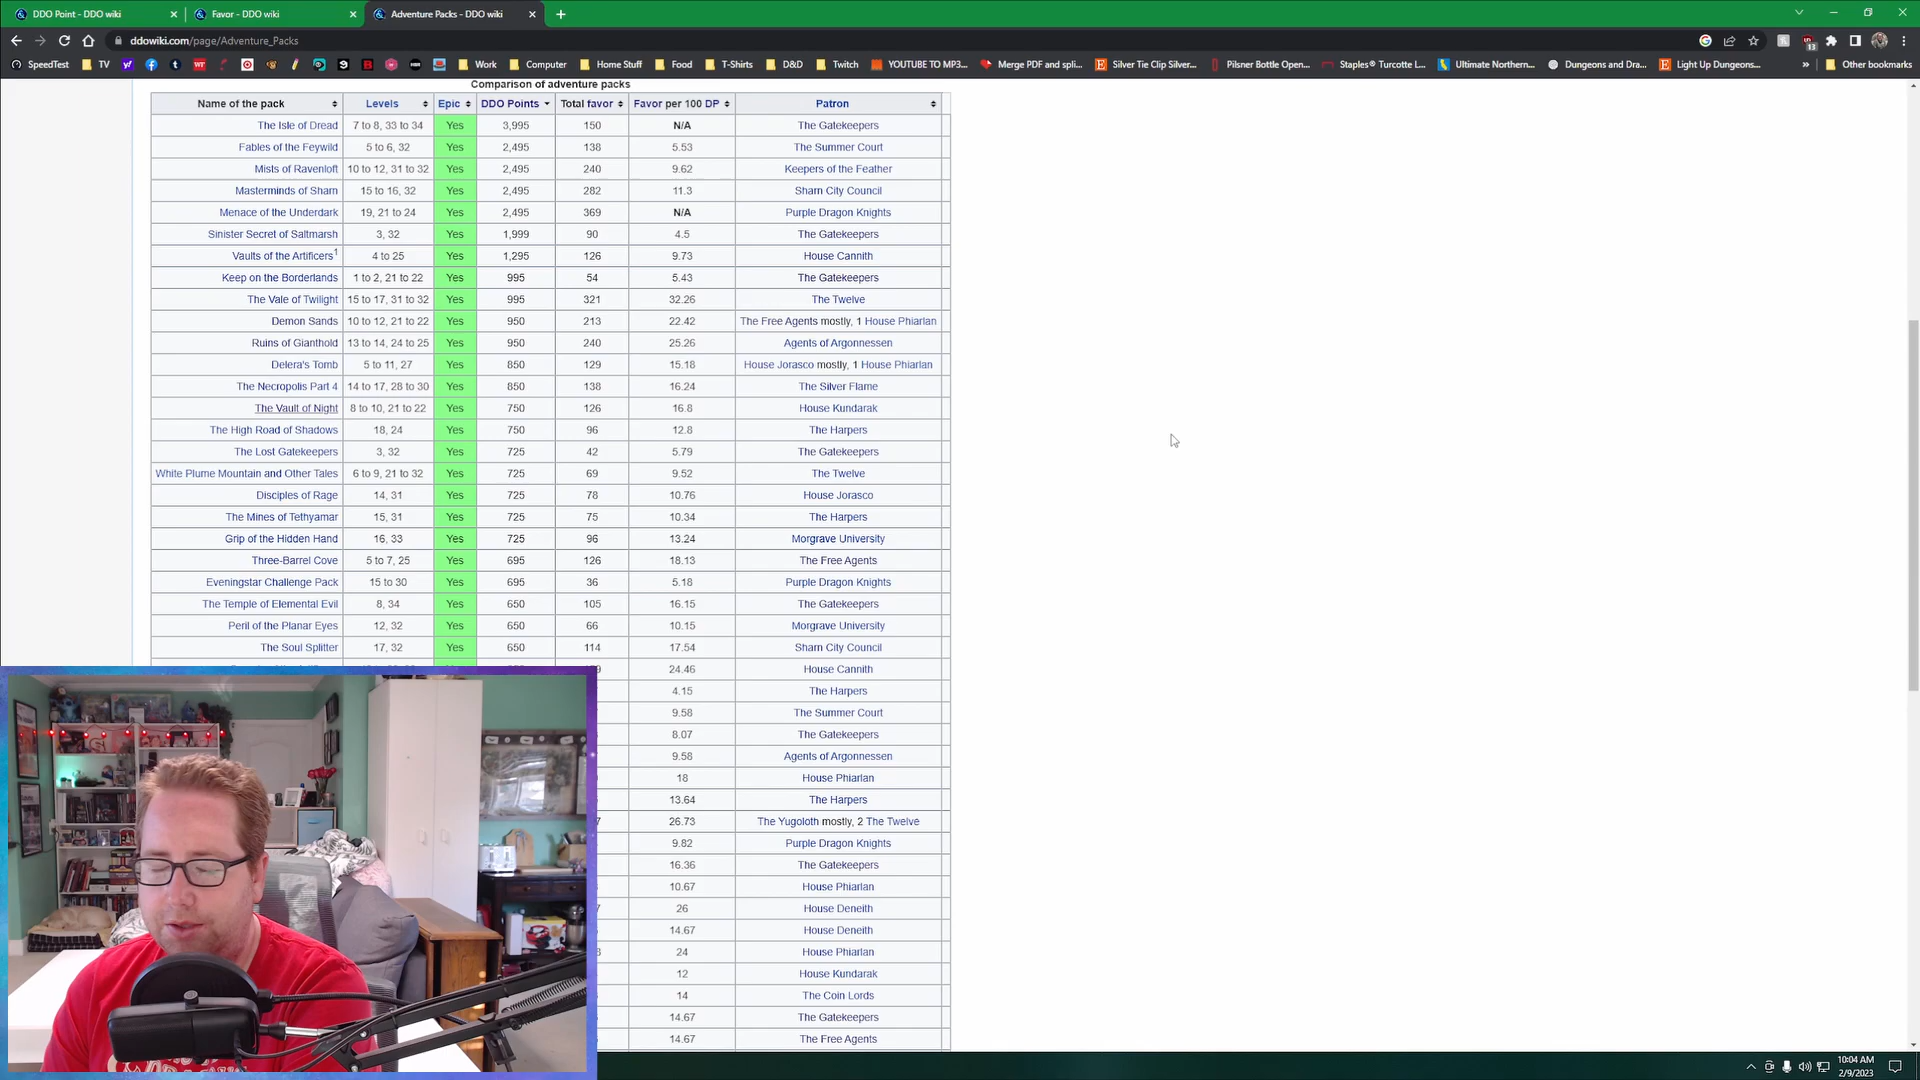 DDO Point - DDO wiki
Favor - DDO wiki
Adventure Packs - DDO wiki
ddowiki.com/page/Adventure_Packs
SpeedTest TV Work Computer Home Stuff Food T-Shirts D&D Twitch YOUTUBE TO MP3... Merge PDF and spli... Silver Tie Clip Silver... Pilsner Bottle Open... Staples® Turcotte L... Ultimate Northern... Dungeons and Dra... Light Up Dungeons... » Other bookmarks
Comparison of adventure packs
Name of the pack Levels Epic DDO Points Total favor Favor per 100 DP Patron
The Isle of Dread 7 to 8, 33 to 34 Yes 3,995 150 N/A The Gatekeepers
Fables of the Feywild 5 to 6, 32 Yes 2,495 138 5.53 The Summer Court
Mists of Ravenloft 10 to 12, 31 to 32 Yes 2,495 240 9.62 Keepers of the Feather
Masterminds of Sharn 15 to 16, 32 Yes 2,495 282 11.3 Sharn City Council
Menace of the Underdark 19, 21 to 24 Yes 2,495 369 N/A Purple Dragon Knights
Sinister Secret of Saltmarsh 3, 32 Yes 1,999 90 4.5 The Gatekeepers
Vaults of the Artificers1 4 to 25 Yes 1,295 126 9.73 House Cannith
Keep on the Borderlands 1 to 2, 21 to 22 Yes 995 54 5.43 The Gatekeepers
The Vale of Twilight 15 to 17, 31 to 32 Yes 995 321 32.26 The Twelve
Demon Sands 10 to 12, 21 to 22 Yes 950 213 22.42 The Free Agents mostly, 1 House Phiarlan
Ruins of Gianthold 13 to 14, 24 to 25 Yes 950 240 25.26 Agents of Argonnessen
Delera's Tomb 5 to 11, 27 Yes 850 129 15.18 House Jorasco mostly, 1 House Phiarlan
The Necropolis Part 4 14 to 17, 28 to 30 Yes 850 138 16.24 The Silver Flame
The Vault of Night 8 to 10, 21 to 22 Yes 750 126 16.8 House Kundarak
The High Road of Shadows 18, 24 Yes 750 96 12.8 The Harpers
The Lost Gatekeepers 3, 32 Yes 725 42 5.79 The Gatekeepers
White Plume Mountain and Other Tales 6 to 9, 21 to 32 Yes 725 69 9.52 The Twelve
Disciples of Rage 14, 31 Yes 725 78 10.76 House Jorasco
The Mines of Tethyamar 15, 31 Yes 725 75 10.34 The Harpers
Grip of the Hidden Hand 16, 33 Yes 725 96 13.24 Morgrave University
Three-Barrel Cove 5 to 7, 25 Yes 695 126 18.13 The Free Agents
Eveningstar Challenge Pack 15 to 30 Yes 695 36 5.18 Purple Dragon Knights
The Temple of Elemental Evil 8, 34 Yes 650 105 16.15 The Gatekeepers
Peril of the Planar Eyes 12, 32 Yes 650 66 10.15 Morgrave University
The Soul Splitter 17, 32 Yes 650 114 17.54 Sharn City Council
9 24.46 House Cannith
4.15 The Harpers
9.58 The Summer Court
8.07 The Gatekeepers
9.58 Agents of Argonnessen
18 House Phiarlan
13.64 The Harpers
7 26.73 The Yugoloth mostly, 2 The Twelve
9.82 Purple Dragon Knights
16.36 The Gatekeepers
10.67 House Phiarlan
7 26 House Deneith
14.67 House Deneith
8 24 House Phiarlan
12 House Kundarak
14 The Coin Lords
14.67 The Gatekeepers
14.67 The Free Agents
10:04 AM
2/9/2023